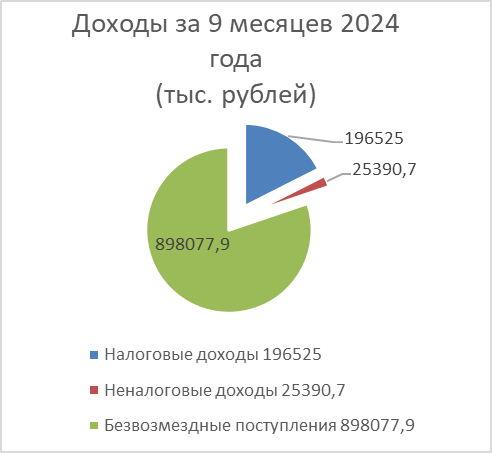 Доходы за 9 месяцев 2024
года
(тыс. рублей)
196525
25390,7
898077,9
Налоговые доходы 196525
Неналоговые доходы 25390,7
Безвозмездные поступления 898077,9